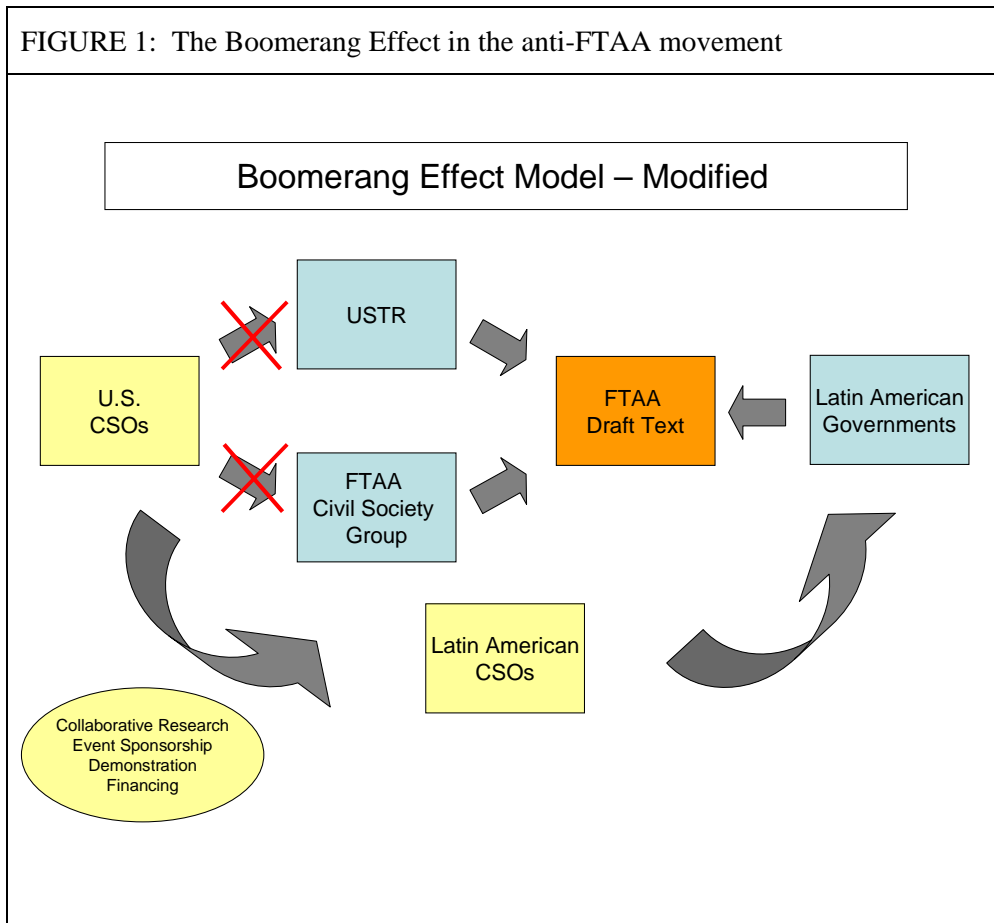 FIGURE 1: The Boomerang Effect in the anti-FTAA movement
Boomerang Effect Model – Modified
USTR
U.S.
CSOs
FTAA
Draft Text
Latin American
Governments
FTAA
Civil Society
Group
Latin American
CSOs
Collaborative Research
Event Sponsorship
Demonstration
Financing